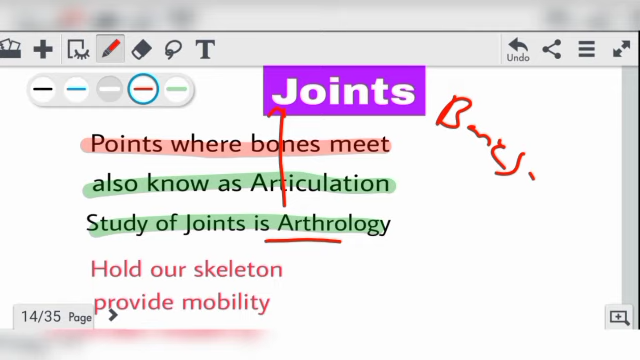 T
Undo
Joints
Bones.
Points where bones meet
also know as Articulation
Study of Joints is Arthrology
Hold our skeleton
provide mobility
14/35 Page